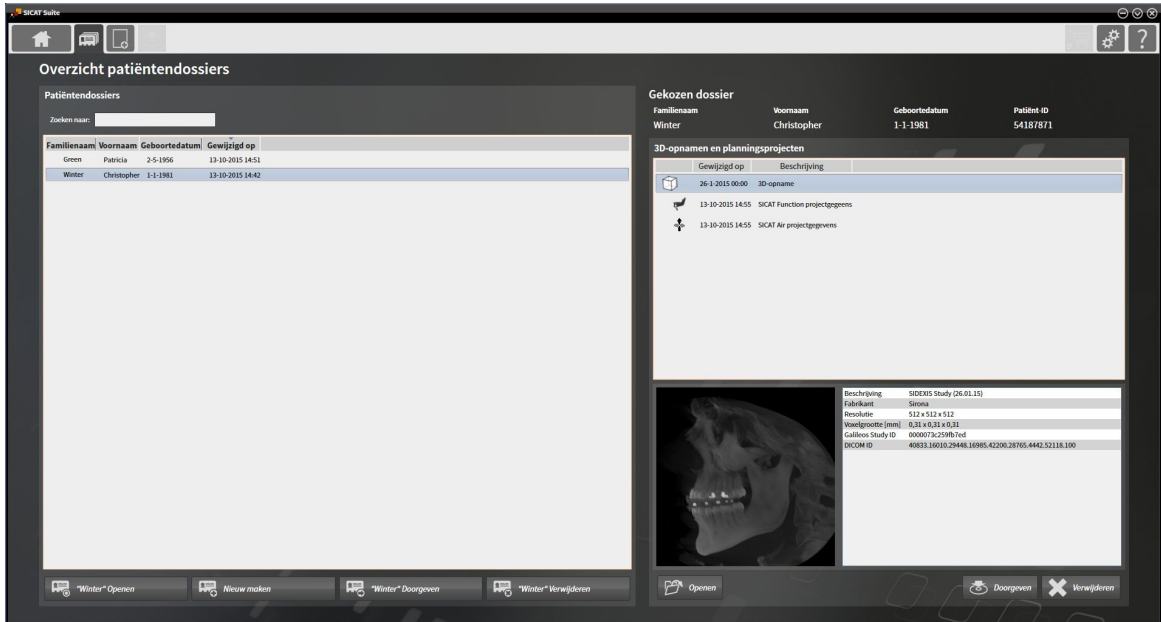 SICAT Suite
Overzicht patiëntendossiers
Patiëntendossiers
Zoeken naar:
Familienaam Voornaam Geboortedatum Gewijzigd op
Green Patricia 2-5-1956 13-10-2015 14:51
Winter Christopher 1-1-1981 13-10-2015 14:42
"Winter" Openen
Nieuw maken
"Winter" Doorgeven
"Winter" Verwijderen
Gekozen dossier
Familienaam Voornaam Geboortedatum Patiënt-ID
Winter Christopher 1-1-1981 54187871
3D-opnamen en planningsprojecten
Gewijzigd op Beschrijving
26-1-2015 00:00 3D-opname
13-10-2015 14:55 SICAT Function projectgegeens
13-10-2015 14:55 SICAT Air projectgegevens
Beschrijving SIDEXIS Study (26.01.15)
Fabrikant Sirona
Resolutie 512 x 512 x 512
Voxelgrootte [mm] 0,31 x 0,31 x 0,31
Galileos Study ID 0000073c259fb7ed
DICOM ID 40833.16010.29448.16985.42200.28765.4442.52118.100
Openen
Doorgeven
Verwijderen